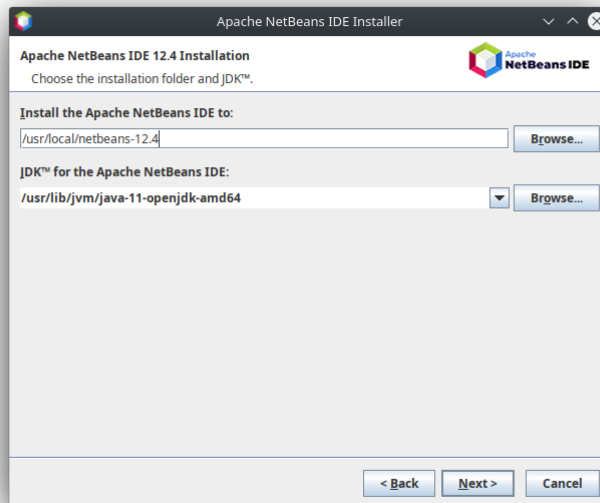 Apache NetBeans IDE Installer
Apache NetBeans IDE 12.4 Installation
Choose the installation folder and JDK™.
Apache
NetBeans IDE
Install the Apache NetBeans IDE to:
/usr/local/netbeans-12.4
Browse...
JDK™ for the Apache NetBeans IDE:
/usr/lib/jvm/java-11-openjdk-amd64
Browse...
< Back
Next >
Cancel